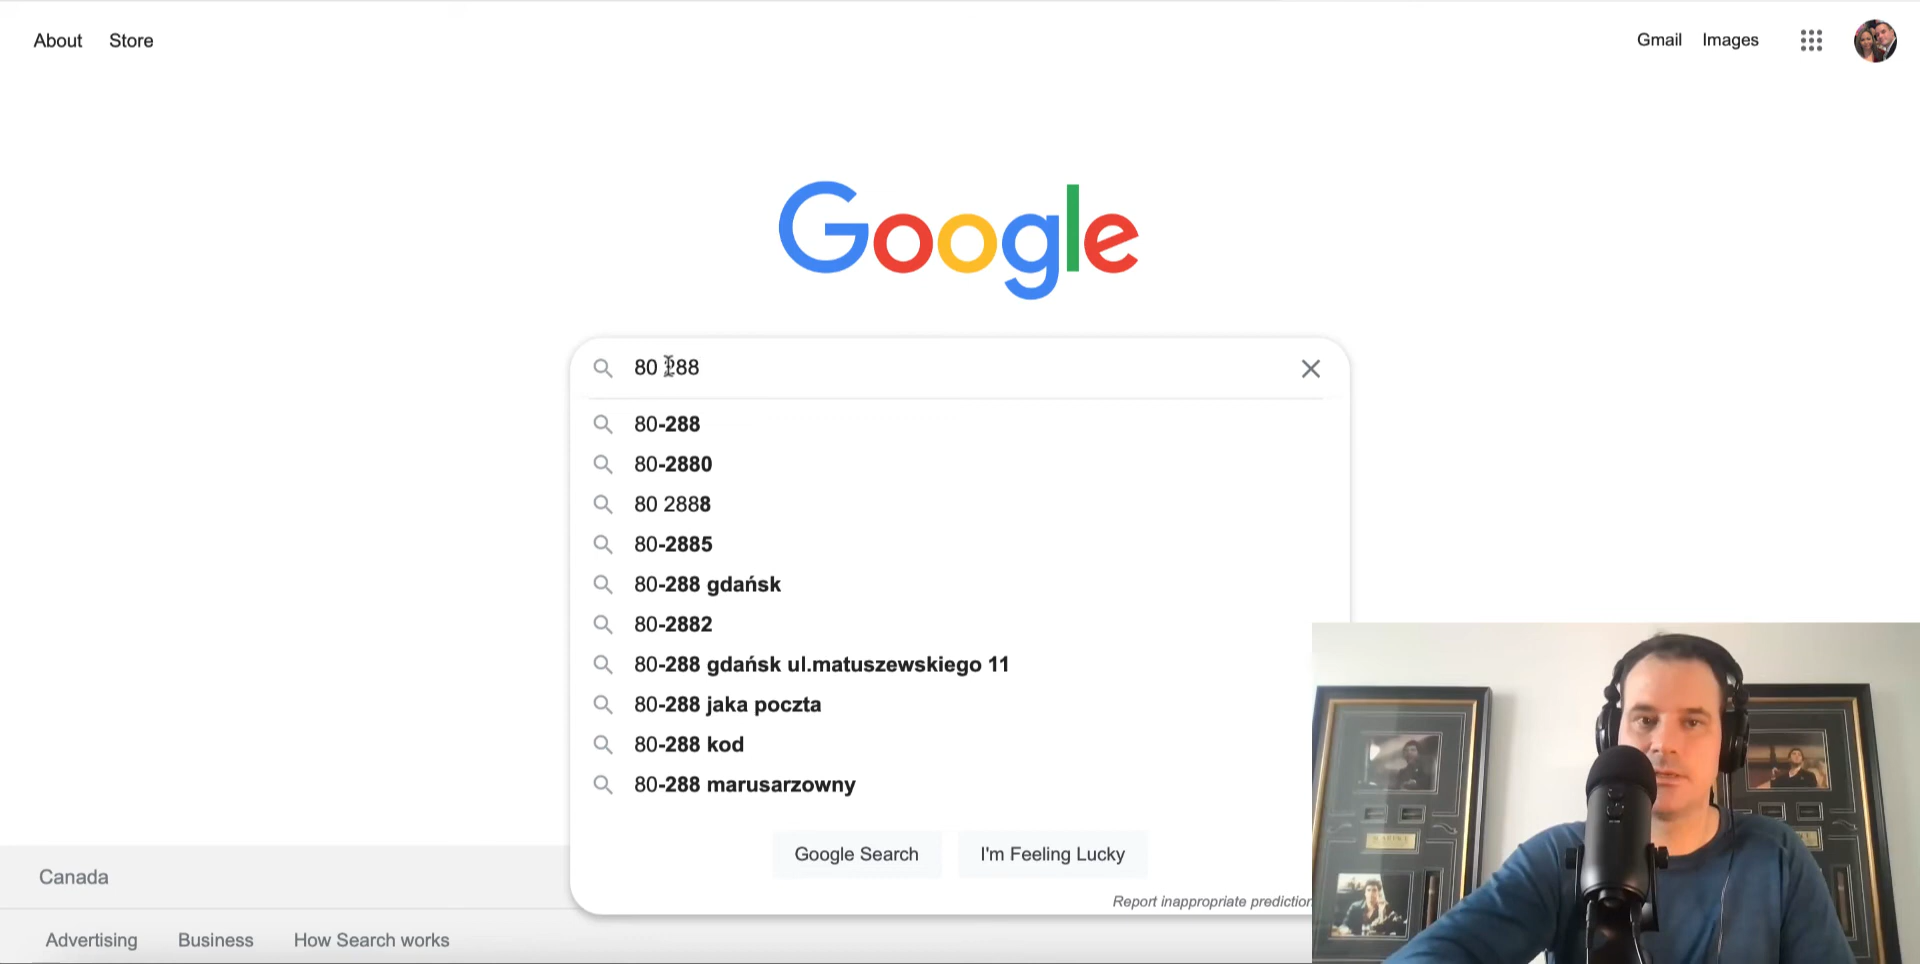 About Store
Gmail Images
Google
80 288
80-288
80-2880
80 2888
80-2885
80-288 gdańsk
80-2882
80-288 gdańsk ul.matuszewskiego 11
80-288 jaka poczta
80-288 kod
80-288 marusarzowny
Google Search I'm Feeling Lucky
Canada
Report inappropriate prediction
Advertising Business How Search works